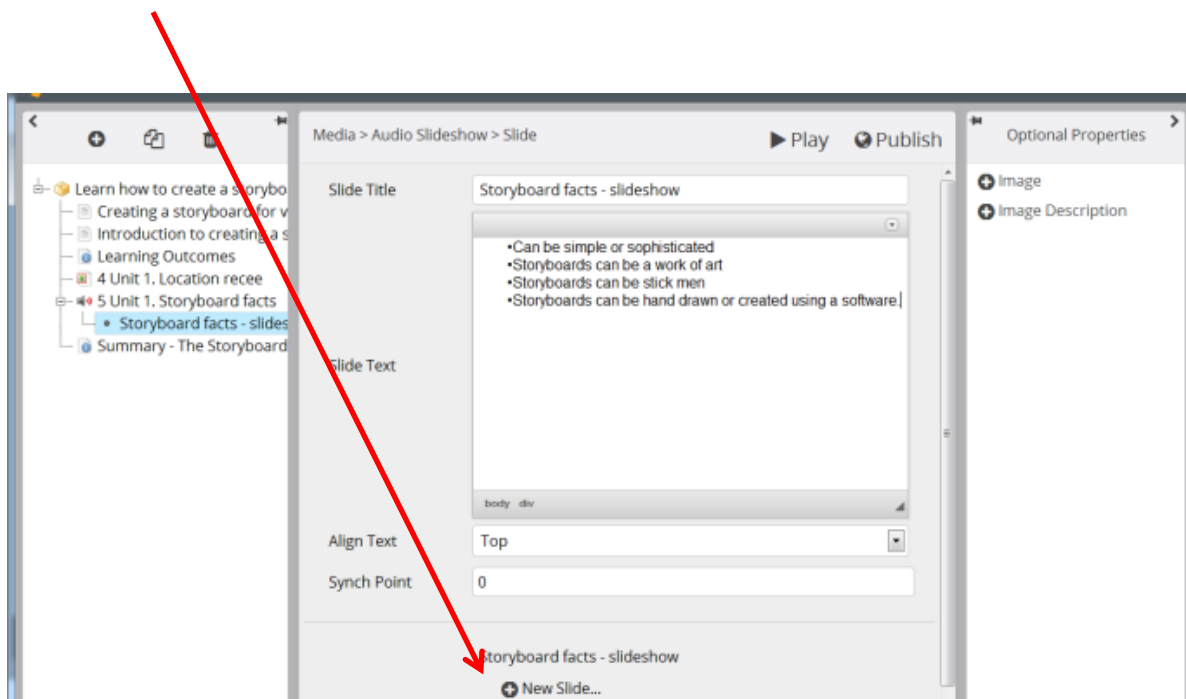 Media > Audio Slideshow > Slide
Play
Publish
Optional Properties
Learn how to create a storybo
Creating a storyboard for v
Introduction to creating a s
Learning Outcomes
4 Unit 1. Location recee
5 Unit 1. Storyboard facts
Storyboard facts - slides
Summary - The Storyboard
Slide Title
Storyboard facts - slideshow
•Can be simple or sophisticated
•Storyboards can be a work of art
•Storyboards can be stick men
•Storyboards can be hand drawn or created using a software.
Slide Text
body div
Align Text
Top
Synch Point
0
Storyboard facts - slideshow
New Slide...
Image
Image Description